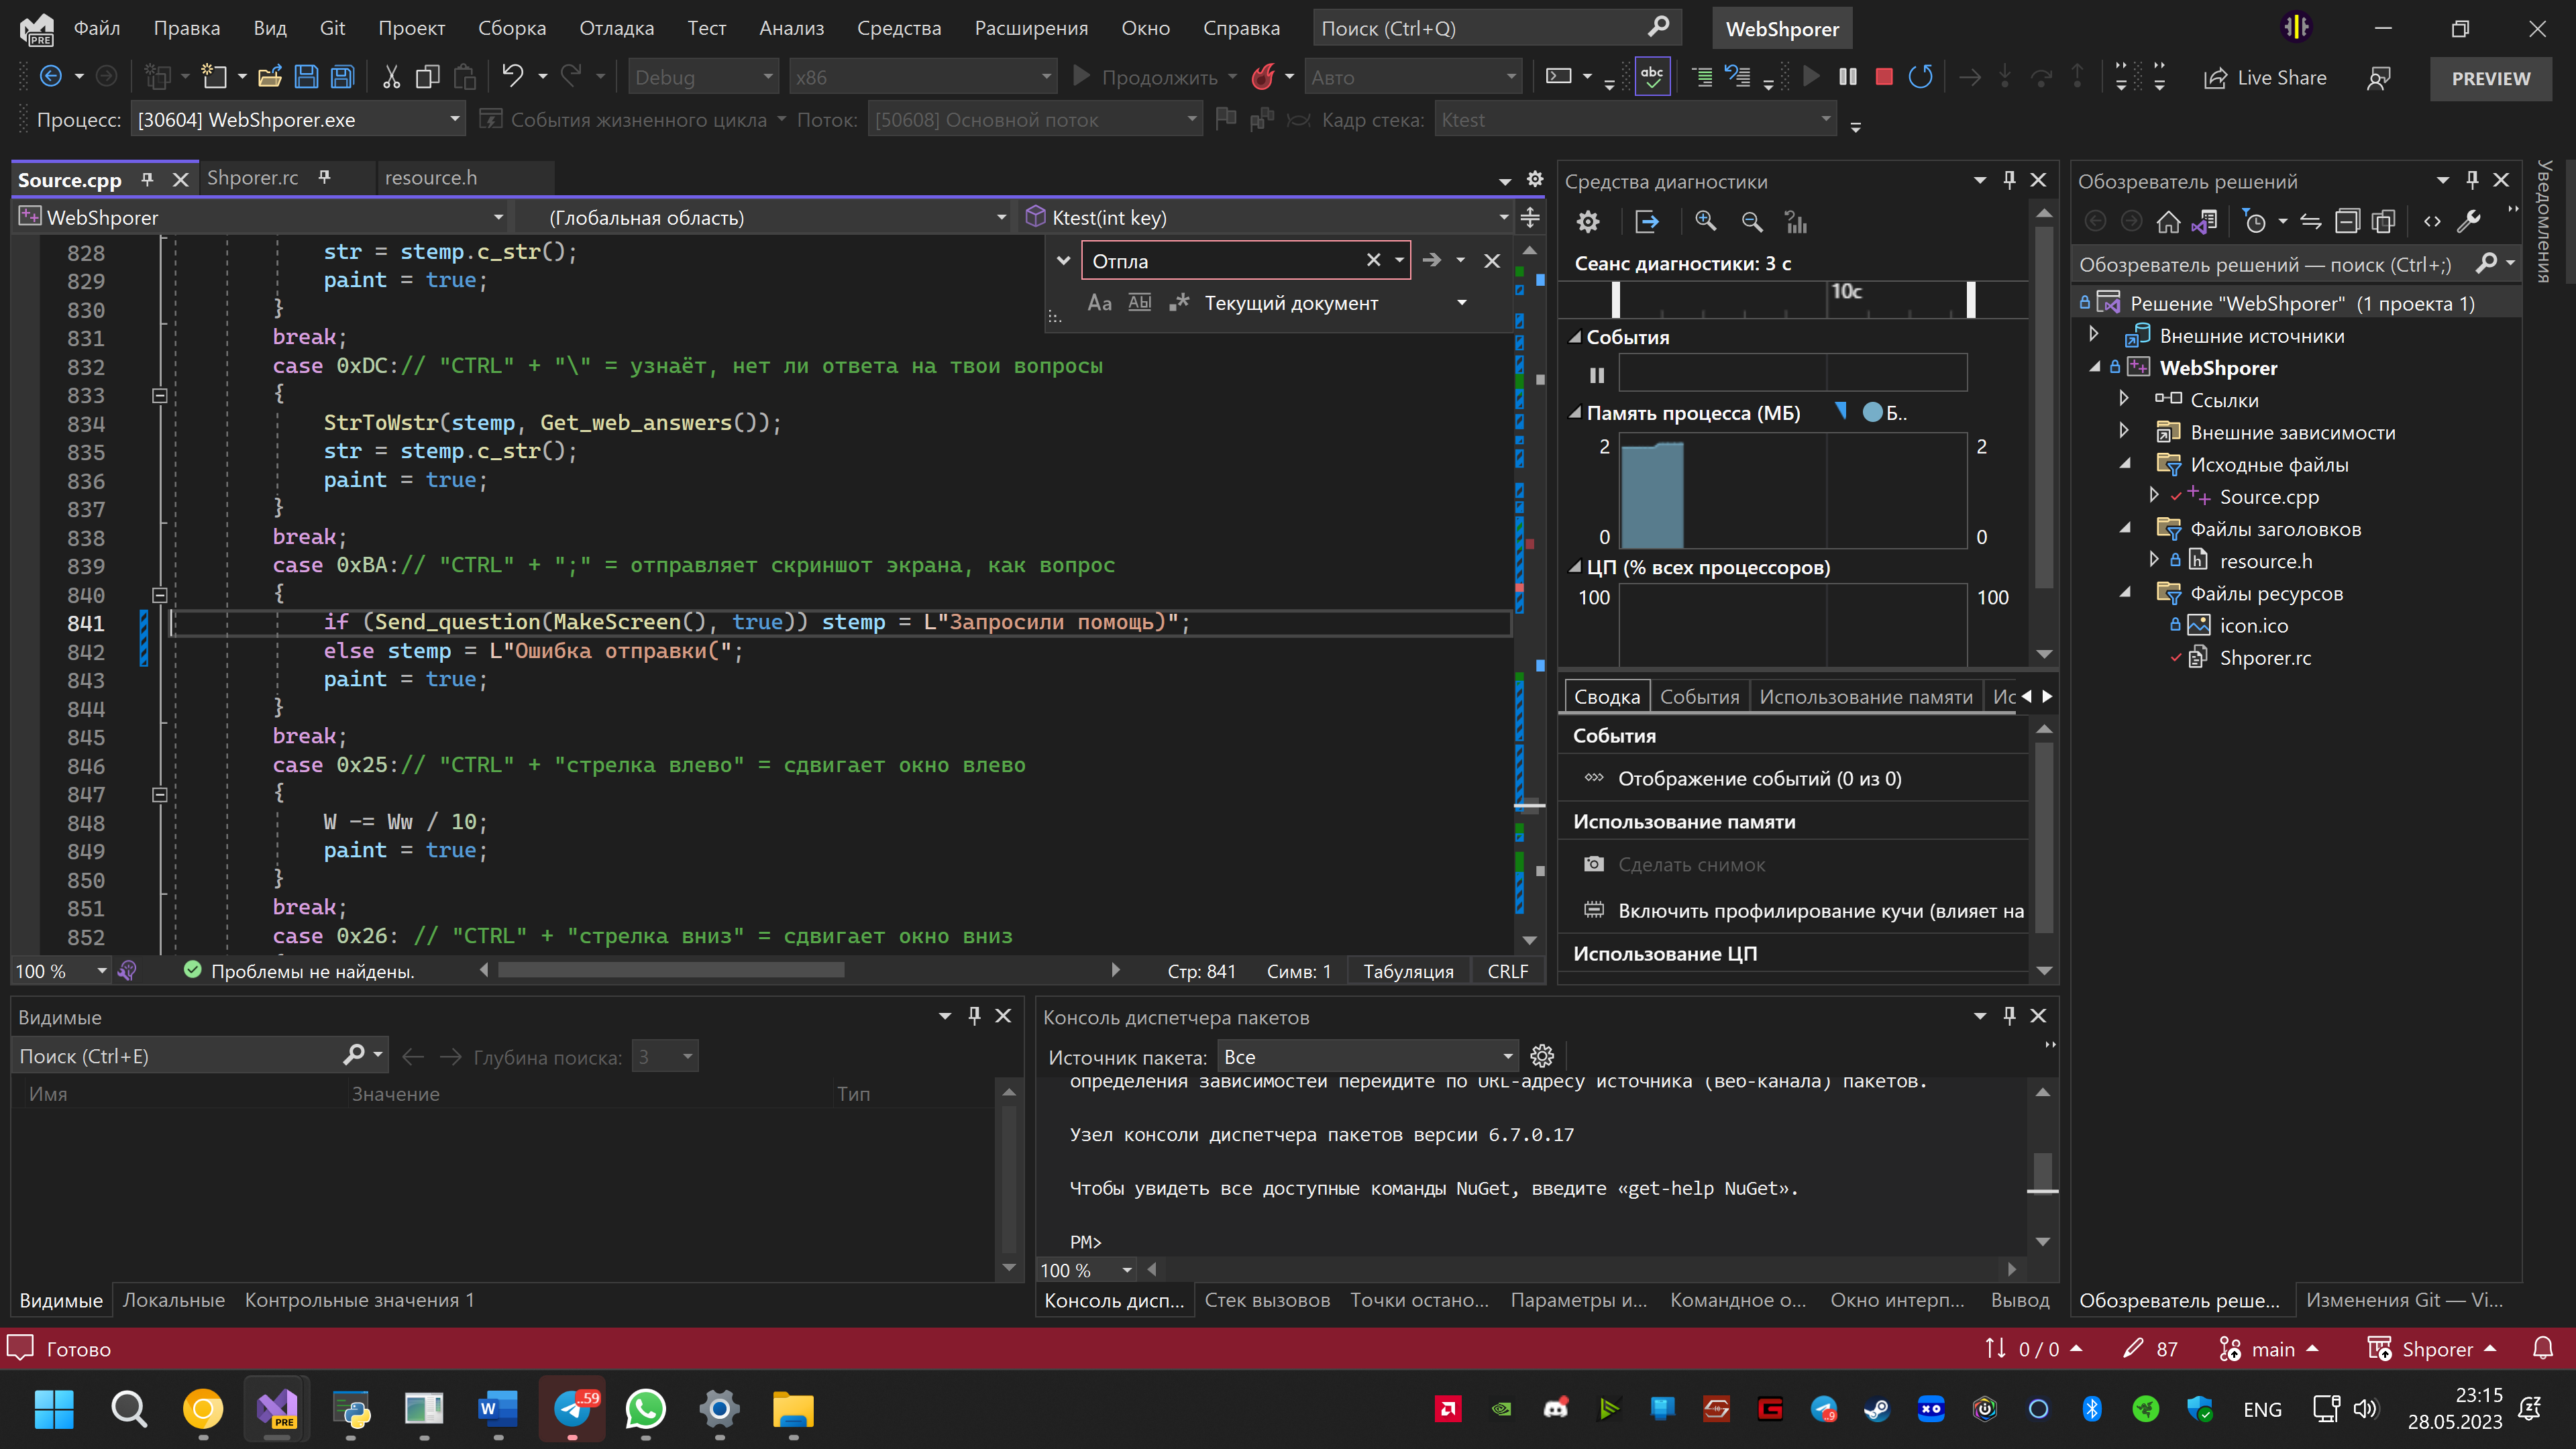 Файл Правка Вид Git Проект Сборка Отладка Тест Анализ Средства Расширения Окно Справка Поиск (Ctrl+Q) WebShporer
PRE
Debug x86 Продолжить Авто abc Live Share PREVIEW
Процесс: [30604] WebShporer.exe События жизненного цикла Поток: [50608] Основной поток Кадр стека: Ktest
Source.cpp Shporer.rc resource.h
WebShporer (Глобальная область) Ktest(int key)
Отпла
Aa Текущий документ
828 str = stemp.c_str();
829 paint = true;
830 }
831 break;
832 case 0xDC:// "CTRL" + "\" = узнаёт, нет ли ответа на твои вопросы
833 {
834 StrToWstr(stemp, Get_web_answers());
835 str = stemp.c_str();
836 paint = true;
837 }
838 break;
839 case 0xBA:// "CTRL" + ";" = отправляет скриншот экрана, как вопрос
840 {
841 if (Send_question(MakeScreen(), true)) stemp = L"Запросили помощь)";
842 else stemp = L"Ошибка отправки(";
843 paint = true;
844 }
845 break;
846 case 0x25:// "CTRL" + "стрелка влево" = сдвигает окно влево
847 {
848 W -= Ww / 10;
849 paint = true;
850 }
851 break;
852 case 0x26: // "CTRL" + "стрелка вниз" = сдвигает окно вниз
100 % Проблемы не найдены. Стр: 841 Симв: 1 Табуляция CRLF
Средства диагностики
Сеанс диагностики: 3 с
10с
События
Память процесса (МБ) Б..
2 2
0 0
ЦП (% всех процессоров)
100 100
Сводка События Использование памяти Ис
События
Отображение событий (0 из 0)
Использование памяти
Сделать снимок
Включить профилирование кучи (влияет на
Использование ЦП
Обозреватель решений
Обозреватель решений — поиск (Ctrl+;)
Решение "WebShporer" (1 проекта 1)
Внешние источники
WebShporer
Ссылки
Внешние зависимости
Исходные файлы
Source.cpp
Файлы заголовков
resource.h
Файлы ресурсов
icon.ico
Shporer.rc
Уведомления
Видимые
Поиск (Ctrl+E) Глубина поиска: 3
Имя Значение Тип
Видимые Локальные Контрольные значения 1
Консоль диспетчера пакетов
Источник пакета: Все
определения зависимостей перейдите по URL-адресу источника (веб-канала) пакетов.
Узел консоли диспетчера пакетов версии 6.7.0.17
Чтобы увидеть все доступные команды NuGet, введите «get-help NuGet».
PM>
100 %
Консоль дисп... Стек вызовов Точки остано... Параметры и... Командное о... Окно интерп... Вывод
Обозреватель реше... Изменения Git — Vi...
Готово 0 / 0 87 main Shporer
PRE W ..59 9 XO ENG 23:15
28.05.2023